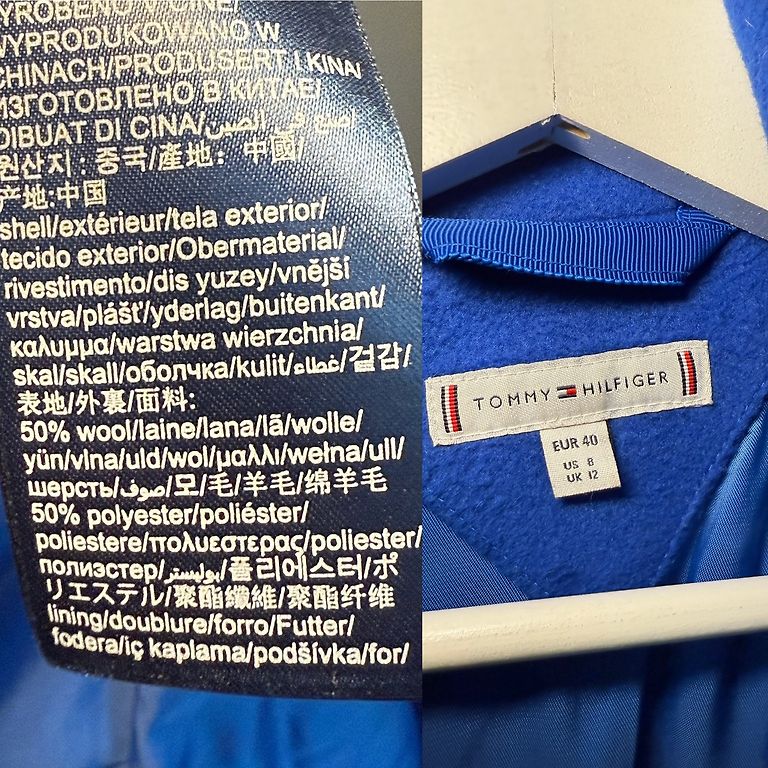 WYPRODUKOWANO W
CHINACH/PRODUSERT I KINA/
ИЗГОТОВЛЕНО В КИТАЕ/
DIBUAT DI CINA/صنع في الصين/
원산지: 중국/產地: 中國/
产地:中国
shell/extérieur/tela exterior/
tecido exterior/Obermaterial/
rivestimento/dis yuzey/vnější
vrstva/plášť/yderlag/buitenkant/
καλυμμα/warstwa wierzchnia/
skal/skall/оболчка/kulit/غطاء/겉감/
表地/外裏/面料:
50% wool/laine/lana/lã/wolle/
yün/vlna/uld/wol/μαλλι/wełna/ull/
шерсть/صوف/모/毛/羊毛/绵羊毛
50% polyester/poliéster/
poliestere/πολυεστερας/poliester/
полиэстер/بوليستر/폴리에스터/ポ
リエステル/聚酯纖維/聚酯纤维
lining/doublure/forro/Futter/
fodera/iç kaplama/podšívka/for/
TOMMY HILFIGER
EUR 40
US 8
UK 12